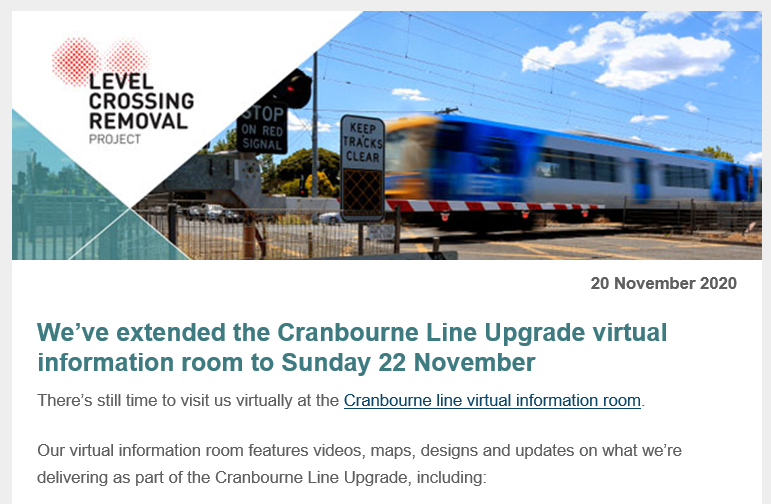 LEVEL
CROSSING
REMOVAL
PROJECT
STOP
ON RED
SIGNAL
KEEP
TRACKS
CLEAR
20 November 2020
We’ve extended the Cranbourne Line Upgrade virtual
information room to Sunday 22 November
There’s still time to visit us virtually at the Cranbourne line virtual information room.
Our virtual information room features videos, maps, designs and updates on what we’re
delivering as part of the Cranbourne Line Upgrade, including: